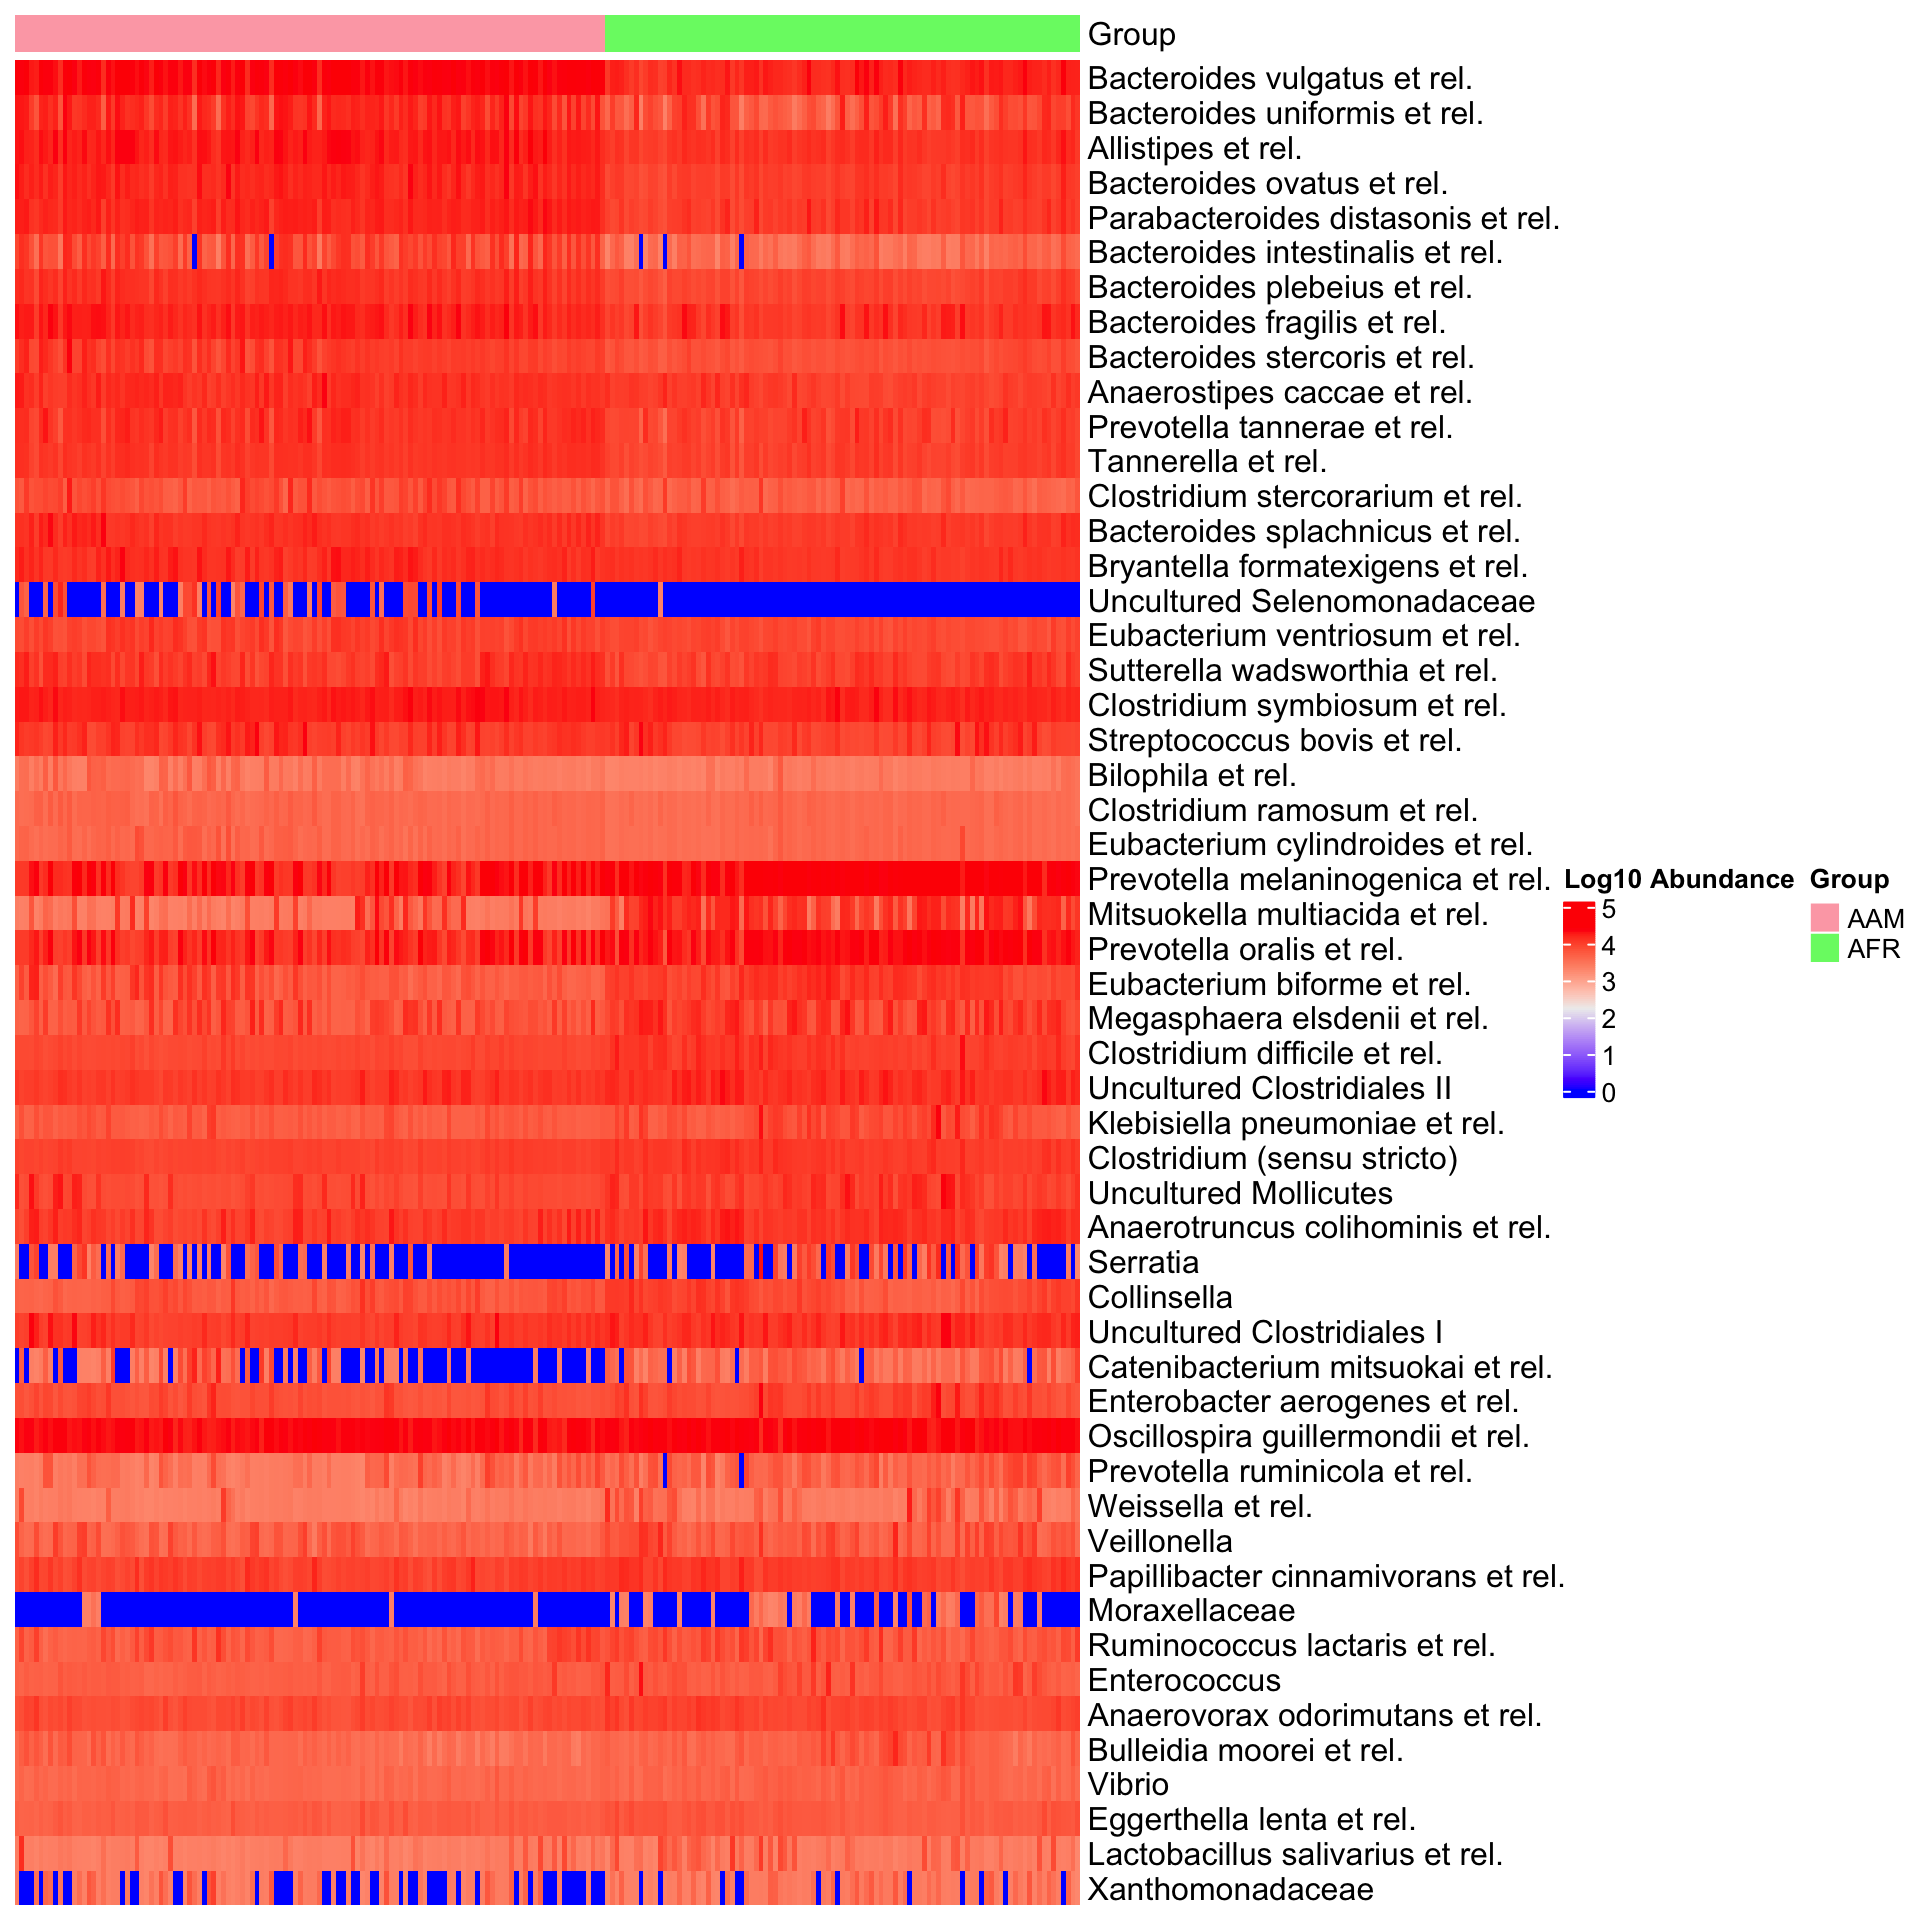 Group
Bacteroides vulgatus et rel.
Bacteroides uniformis et rel.
Allistipes et rel.
Bacteroides ovatus et rel.
Parabacteroides distasonis et rel.
Bacteroides intestinalis et rel.
Bacteroides plebeius et rel.
Bacteroides fragilis et rel.
Bacteroides stercoris et rel.
Anaerostipes caccae et rel.
Prevotella tannerae et rel.
Tannerella et rel.
Clostridium stercorarium et rel.
Bacteroides splachnicus et rel.
Bryantella formatexigens et rel.
Uncultured Selenomonadaceae
Eubacterium ventriosum et rel.
Sutterella wadsworthia et rel.
Clostridium symbiosum et rel.
Streptococcus bovis et rel.
Bilophila et rel.
Clostridium ramosum et rel.
Eubacterium cylindroides et rel.
Prevotella melaninogenica et rel.
Mitsuokella multiacida et rel.
Prevotella oralis et rel.
Eubacterium biforme et rel.
Megasphaera elsdenii et rel.
Clostridium difficile et rel.
Uncultured Clostridiales II
Klebisiella pneumoniae et rel.
Clostridium (sensu stricto)
Uncultured Mollicutes
Anaerotruncus colihominis et rel.
Serratia
Collinsella
Uncultured Clostridiales I
Catenibacterium mitsuokai et rel.
Enterobacter aerogenes et rel.
Oscillospira guillermondii et rel.
Prevotella ruminicola et rel.
Weissella et rel.
Veillonella
Papillibacter cinnamivorans et rel.
Moraxellaceae
Ruminococcus lactaris et rel.
Enterococcus
Anaerovorax odorimutans et rel.
Bulleidia moorei et rel.
Vibrio
Eggerthella lenta et rel.
Lactobacillus salivarius et rel.
Xanthomonadaceae
Log10 Abundance
5
4
3
2
1
0
Group
AAM
AFR